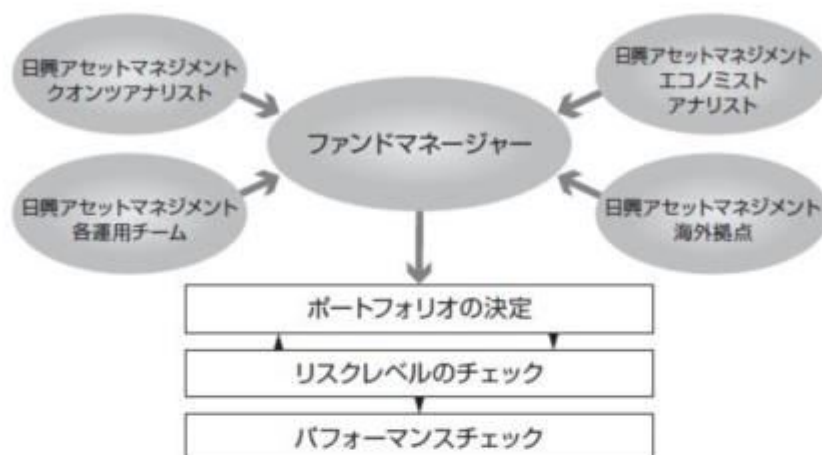 日興アセットマネジメント
クオンツアナリスト
日興アセットマネジメント
エコノミスト
アナリスト
ファンドマネージャー
日興アセットマネジメント
各運用チーム
日興アセットマネジメント
海外拠点
ポートフォリオの決定
リスクレベルのチェック
パフォーマンスチェック